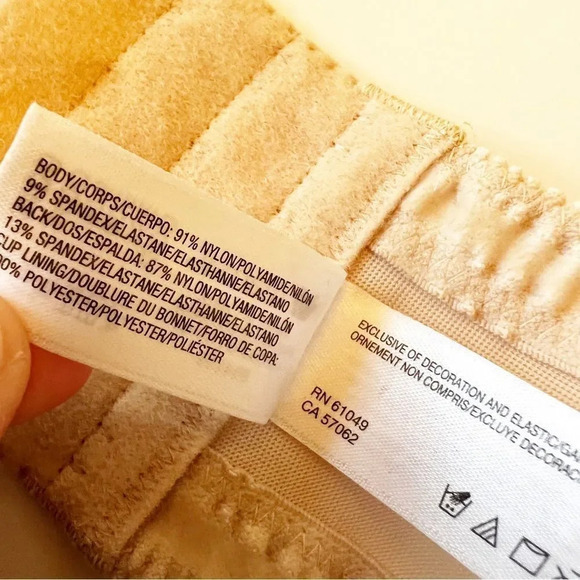 BODY/CORPS/CUERPO: 91% NYLON/POLYAMIDE/NILÓN
9% SPANDEX/ELASTANE/ELASTHANNE/ELASTANO
BACK/DOS/ESPALDA:
13% SPANDEX/ELASTANE/ELASTHANNE/ELASTANO 87% NYLON/POLYAMIDE/NILÓN
CUP LINING/DOUBLURE DU BONNET/FORRO DE COPA:
00% POLYESTER/POLYESTER/POLIÉSTER
EXCLUSIVE OF DECORATION AND ELASTIC/GA
ORNEMENT NON COMPRIS/EXCLUYE DECORAC
RN 61049
CA 57062